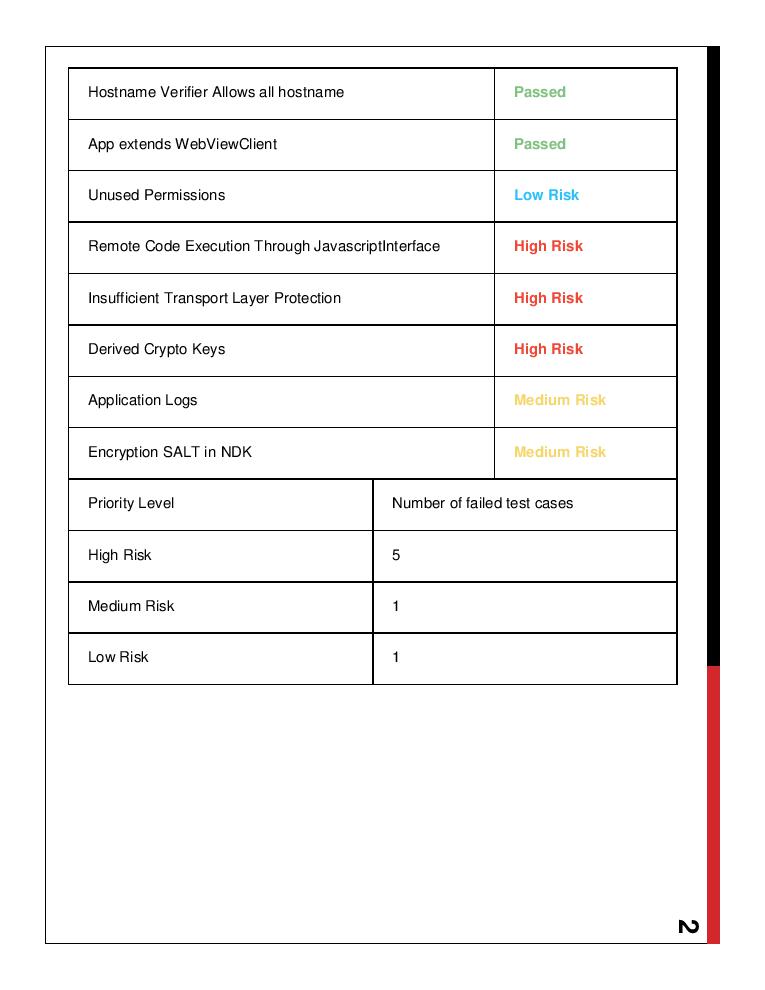 Hostname Verifier Allows all hostname Passed
App extends WebViewClient Passed
Unused Permissions Low Risk
Remote Code Execution Through JavascriptInterface High Risk
Insufficient Transport Layer Protection High Risk
Derived Crypto Keys High Risk
Application Logs Medium Risk
Encryption SALT in NDK Medium Risk
Priority Level Number of failed test cases
High Risk 5
Medium Risk 1
Low Risk 1
2